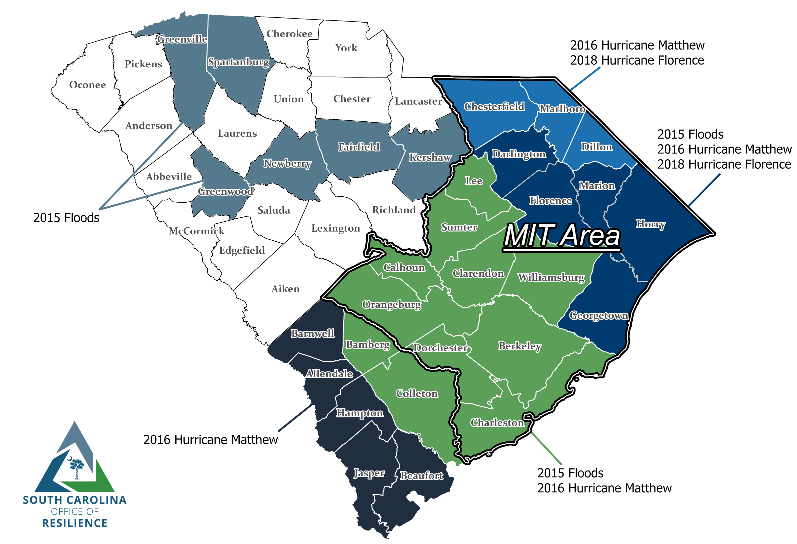 Cherokee
Greenville
York
Spartanburg
Pickens
Oconee
Union
Chester
Lancaster
Anderson
Laurens
Fairfield
Kershaw
Newberry
Abbeville
Greenwood
Saluda
Richland
McCormick
Lexington
Edgefield
Aiken
2015 Floods
2016 Hurricane Matthew
2018 Hurricane Florence
Chesterfield
Marlboro
Dillon
2015 Floods
2016 Hurricane Matthew
2018 Hurricane Florence
Darlington
Lee
Marion
Florence
Horry
Sumter
MIT Area
Calhoun
Clarendon
Williamsburg
Orangeburg
Georgetown
Barnwell
Bamberg
Dorchester
Berkeley
Allendale
Colleton
Hampton
Charleston
2016 Hurricane Matthew
Jasper
Beaufort
2015 Floods
2016 Hurricane Matthew
SOUTH CAROLINA
OFFICE OF
RESILIENCE